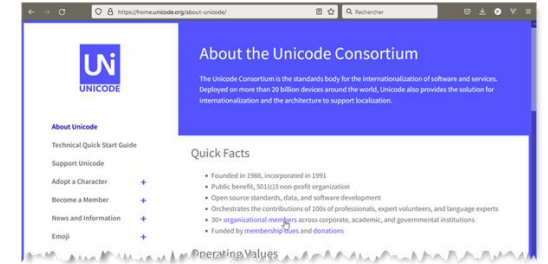 https://home.unicode.org/about-unicode/
Rechercher
UNi
UNICODE
About the Unicode Consortium
The Unicode Consortium is the standards body for the internationalization of software and services.
Deployed on more than 20 billion devices around the world, Unicode also provides the solution for
internationalization and the architecture to support localization.
About Unicode
Technical Quick Start Guide
Support Unicode
Adopt a Character +
Become a Member +
News and Information +
Emoji +
Quick Facts
• Founded in 1988, incorporated in 1991
• Public benefit, 501(c)3 non-profit organization
• Open source standards, data, and software development
• Orchestrates the contributions of 100s of professionals, expert volunteers, and language experts
• 30+ organizational members across corporate, academic, and governmental institutions
• Funded by membership dues and donations
Operating Values